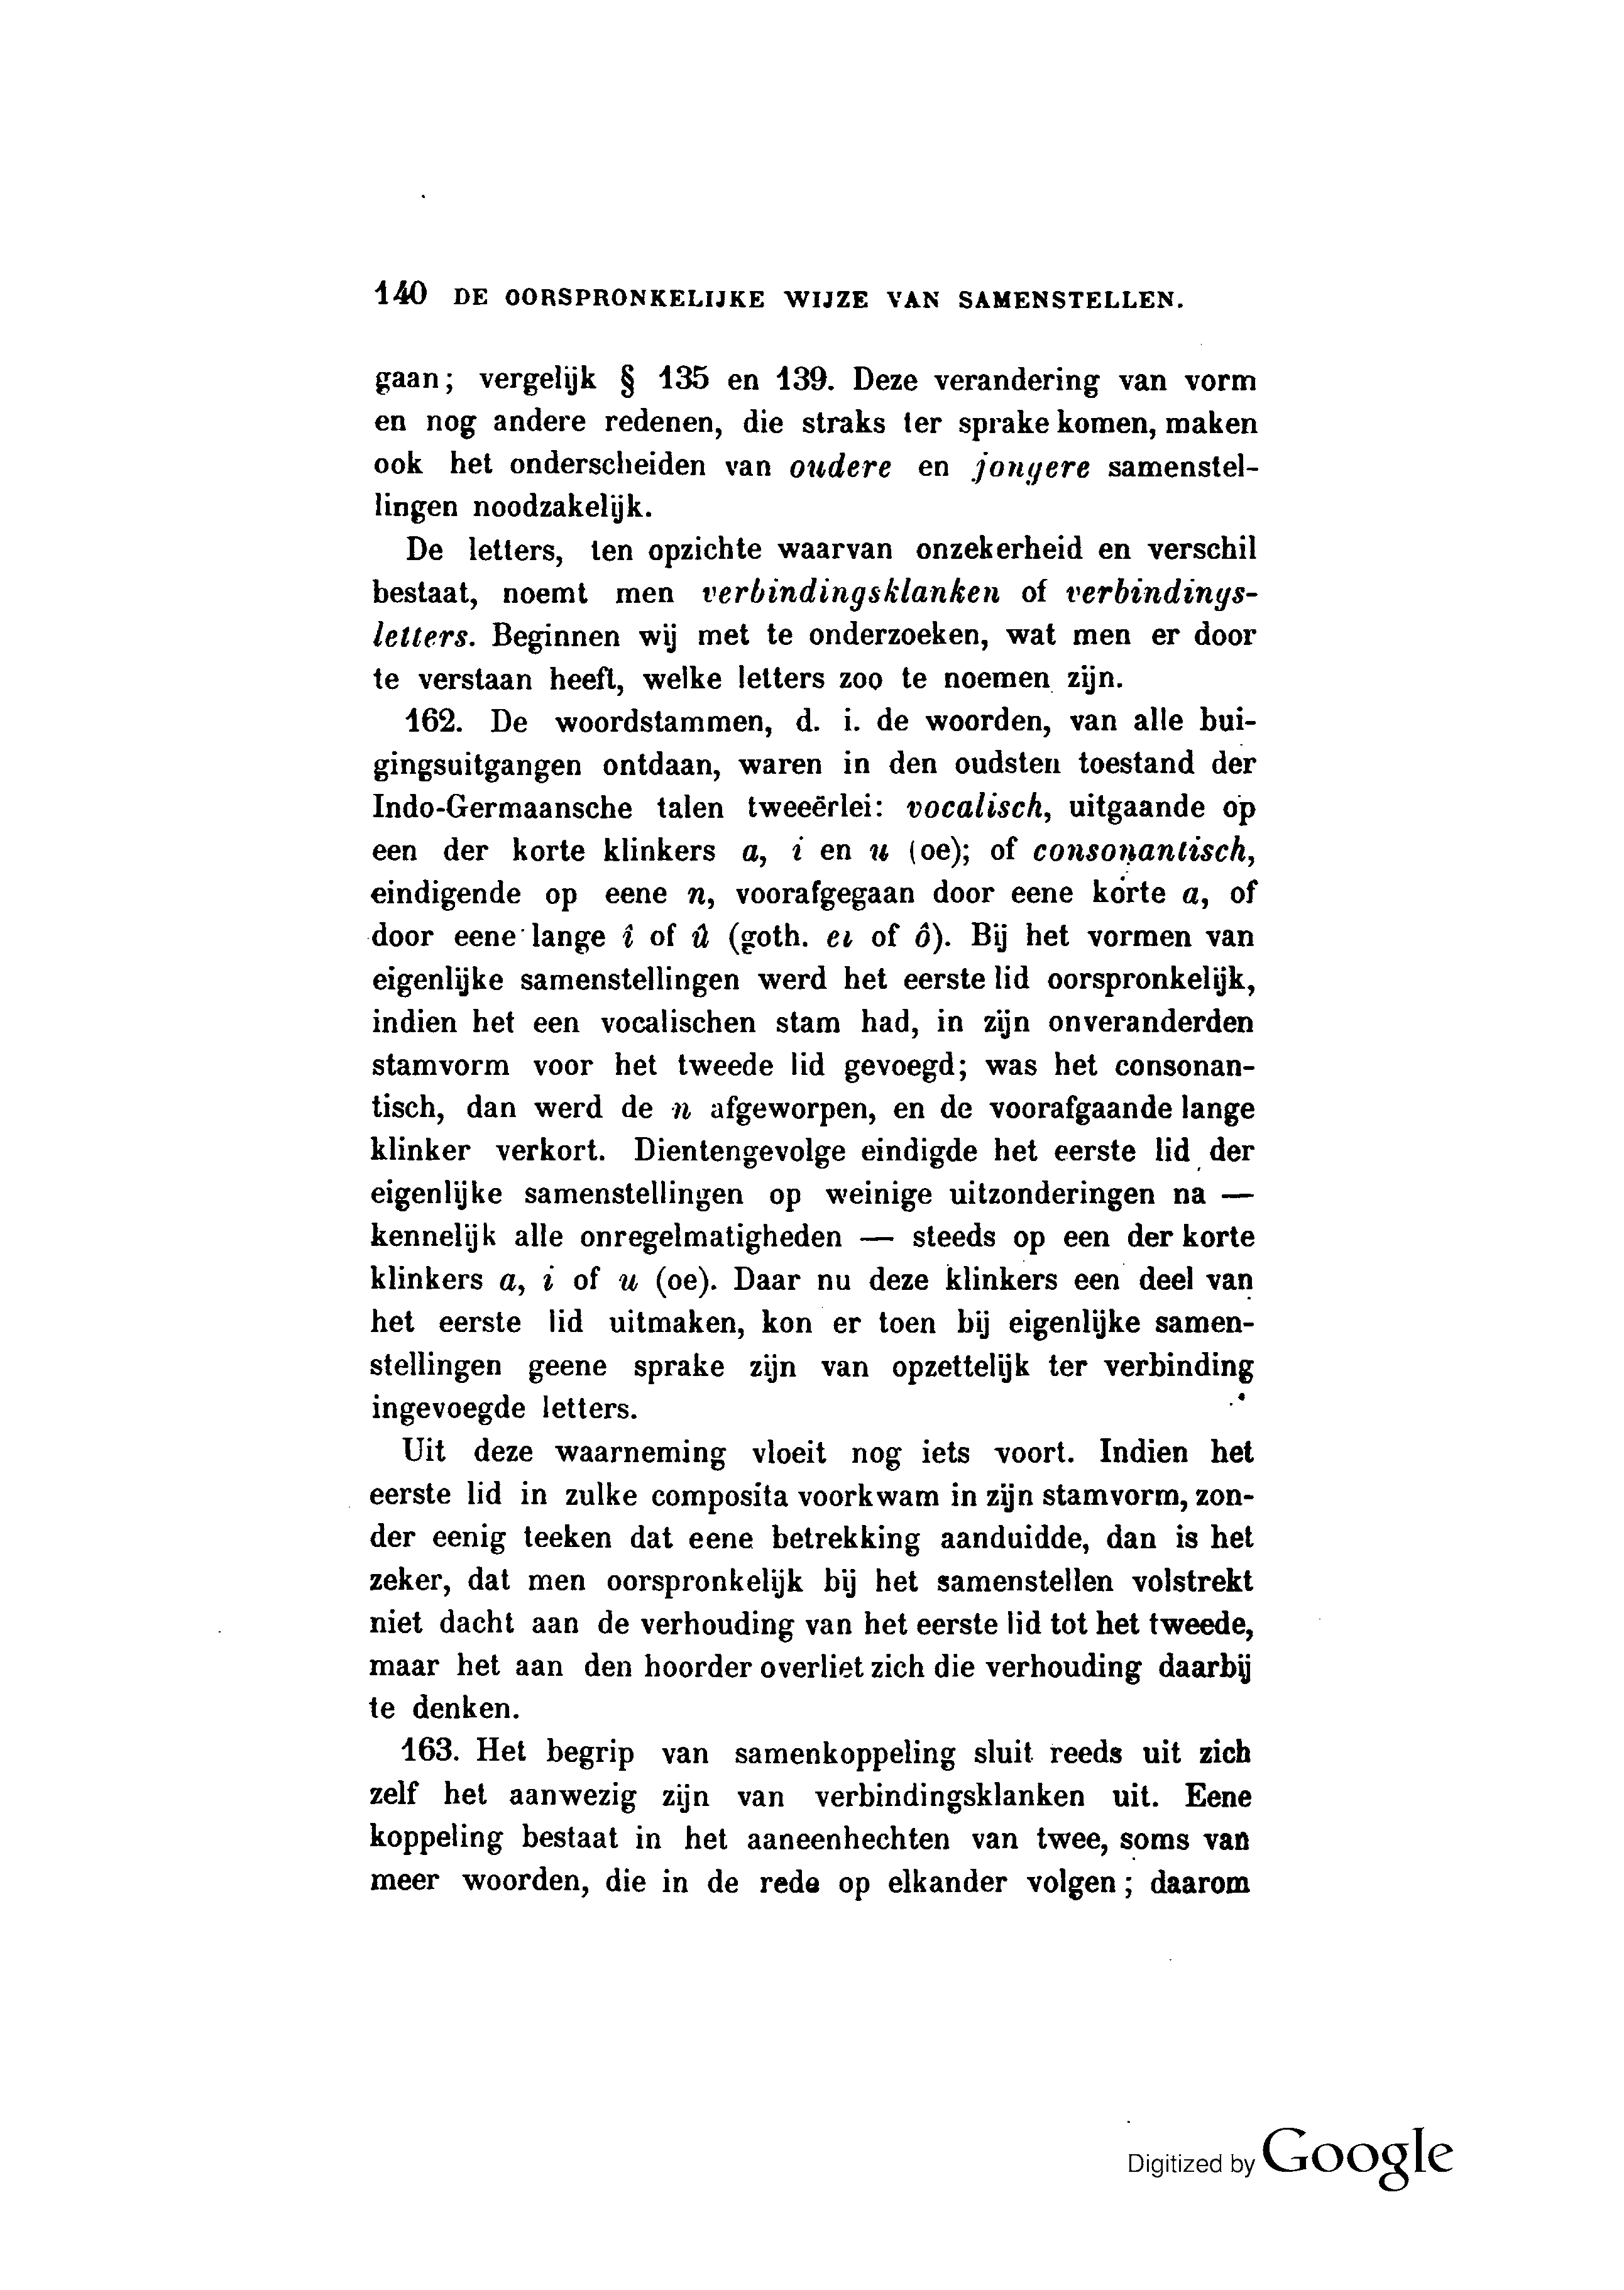 140 DE OORSPRONKELIJKE WIJZE VAN SAMENSTELLEN.
gaan; vergelijk § 135 en 139. Deze verandering van vorm
en nog andere redenen, die straks ter sprake komen, maken
ook het onderscheiden van oudere en jongere samenstel-
lingen noodzakelijk.
De letters, ten opzichte waarvan onzekerheid en verschil
bestaat, noemt men verbindingsklanken of verbindings-
letters. Beginnen wij met te onderzoeken, wat men er door
te verstaan heeft, welke letters zoo te noemen zijn.
162. De woordstammen, d. i. de woorden, van alle bui-
gingsuitgangen ontdaan, waren in den oudsten toestand der
Indo-Germaansche talen tweeërlei: vocalisch, uitgaande op
een der korte klinkers a, i en u (oe); of consonantisch,
eindigende op eene n, voorafgegaan door eene korte a, of
door eene lange î of û (goth. ei of ô). Bij het vormen van
eigenlijke samenstellingen werd het eerste lid oorspronkelijk,
indien het een vocalischen stam had, in zijn onveranderden
stamvorm voor het tweede lid gevoegd; was het consonan-
tisch, dan werd de n afgeworpen, en de voorafgaande lange
klinker verkort. Dientengevolge eindigde het eerste lid der
eigenlijke samenstellingen op weinige uitzonderingen na —
kennelijk alle onregelmatigheden — steeds op een der korte
klinkers a, i of u (oe). Daar nu deze klinkers een deel van
het eerste lid uitmaken, kon er toen bij eigenlijke samen-
stellingen geene sprake zijn van opzettelijk ter verbinding
ingevoegde letters.
Uit deze waarneming vloeit nog iets voort. Indien het
eerste lid in zulke composita voorkwam in zijn stamvorm, zon-
der eenig teeken dat eene betrekking aanduidde, dan is het
zeker, dat men oorspronkelijk bij het samenstellen volstrekt
niet dacht aan de verhouding van het eerste lid tot het tweede,
maar het aan den hoorder overliet zich die verhouding daarbij
te denken.
163. Het begrip van samenkoppeling sluit reeds uit zich
zelf het aanwezig zijn van verbindingsklanken uit. Eene
koppeling bestaat in het aaneenhechten van twee, soms van
meer woorden, die in de rede op elkander volgen; daarom
Digitized by Google